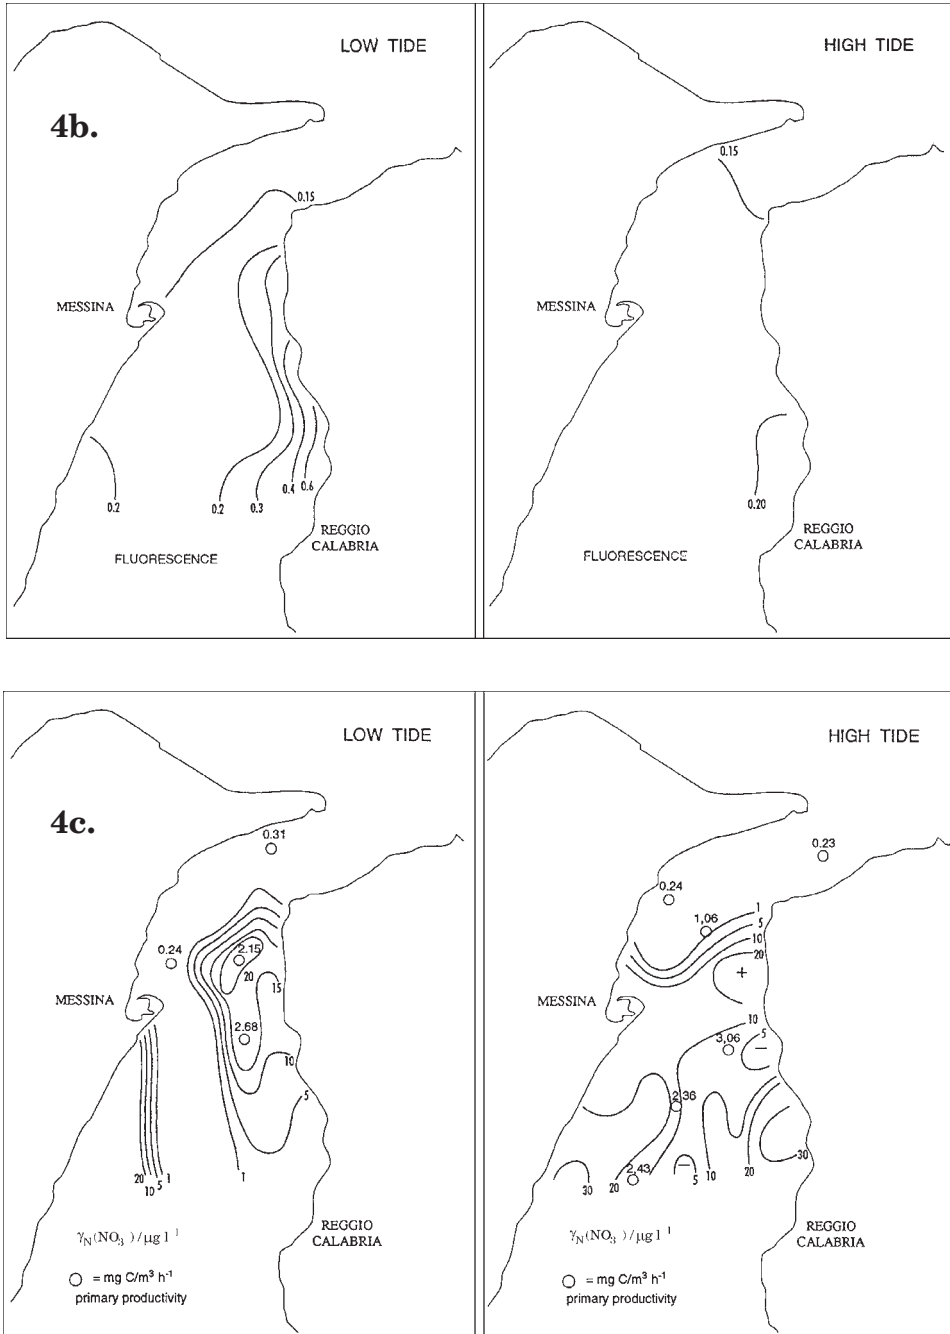 LOW TIDE
4b.
0.15
MESSINA
0.2
0.2
0.3
0.4
0.6
REGGIO
CALABRIA
FLUORESCENCE
HIGH TIDE
0.15
MESSINA
0.20
REGGIO
CALABRIA
FLUORESCENCE
LOW TIDE
4c.
0.31
0.24
2.15
20
15
MESSINA
2.68
10
5
20
10
5
1
1
REGGIO
CALABRIA
γN(NO3⁻)/μg l⁻¹
○ = mg C/m³ h⁻¹
primary productivity
HIGH TIDE
0.23
0.24
1,06
1
5
10
20
+
MESSINA
10
5
3,06
−
2,36
2,43
−
30
20
5
10
20
30
REGGIO
CALABRIA
γN(NO3⁻)/μg l⁻¹
○ = mg C/m³ h⁻¹
primary productivity